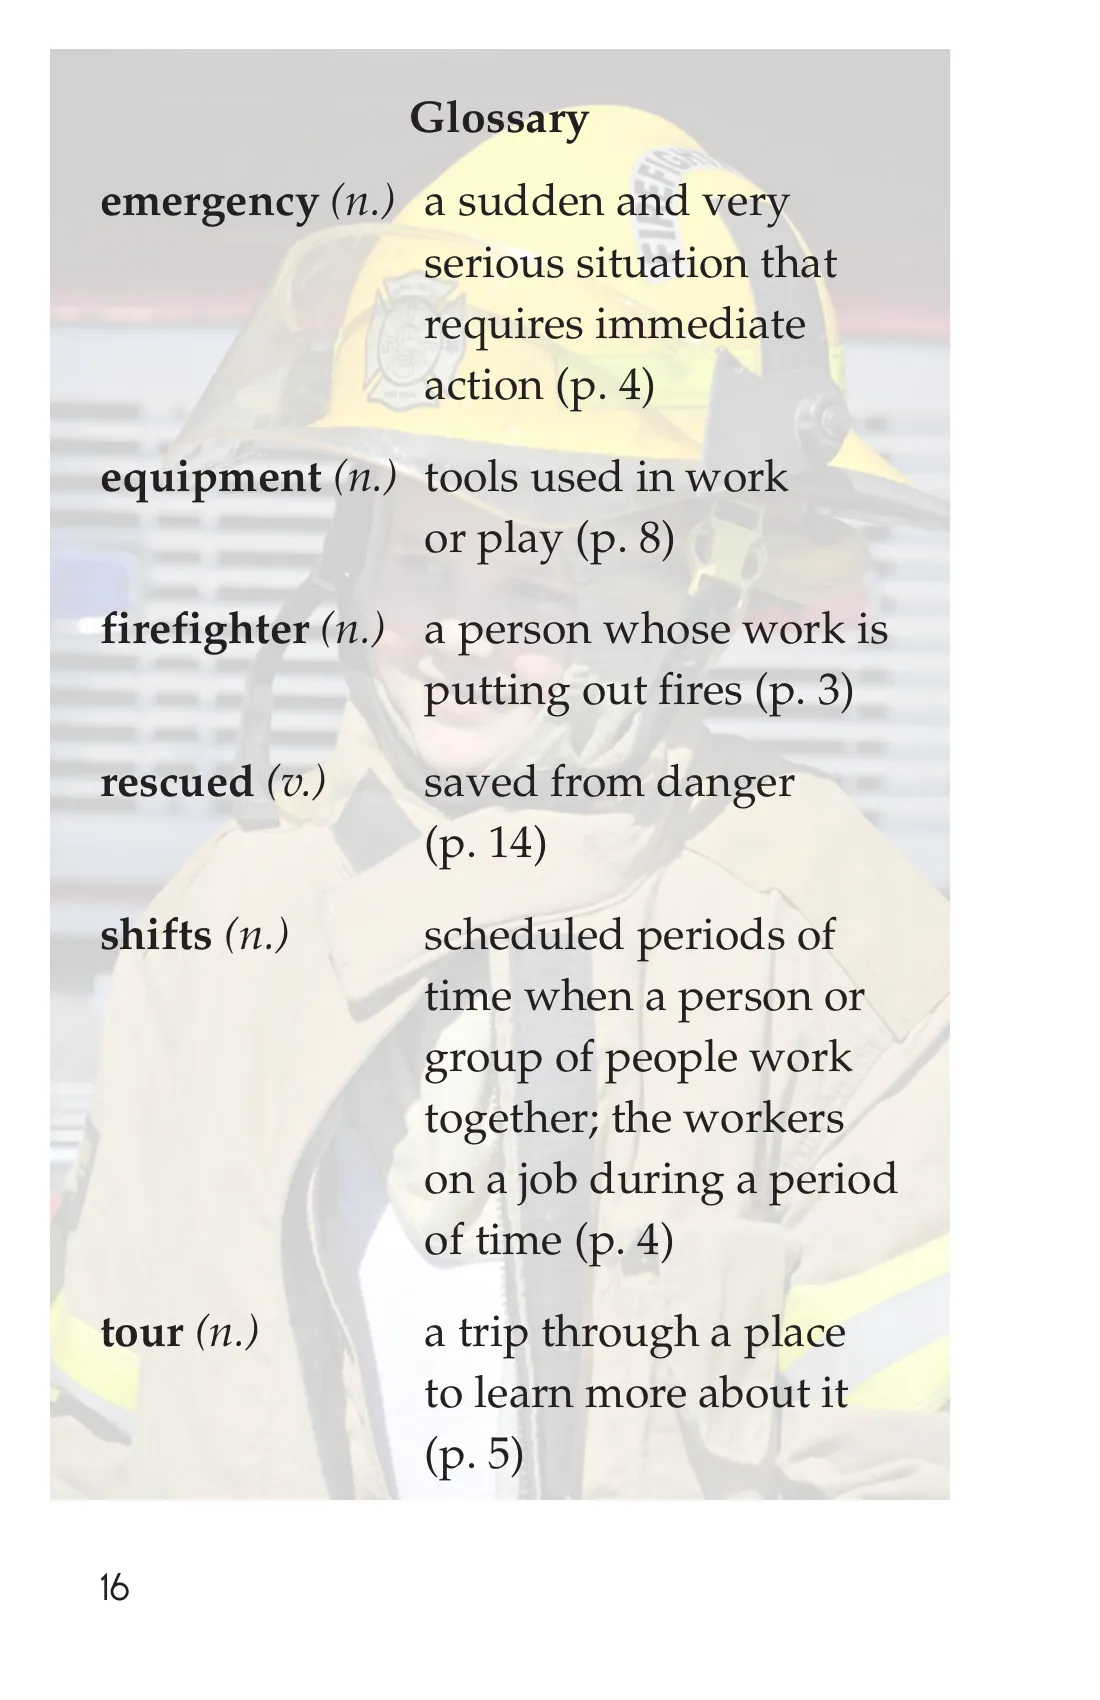 Glossary
emergency (n.) a sudden and very
serious situation that
requires immediate
action (p. 4)
equipment (n.) tools used in work
or play (p. 8)
firefighter (n.) a person whose work is
putting out fires (p. 3)
rescued (v.) saved from danger
(p. 14)
shifts (n.) scheduled periods of
time when a person or
group of people work
together; the workers
on a job during a period
of time (p. 4)
tour (n.) a trip through a place
to learn more about it
(p. 5)
16